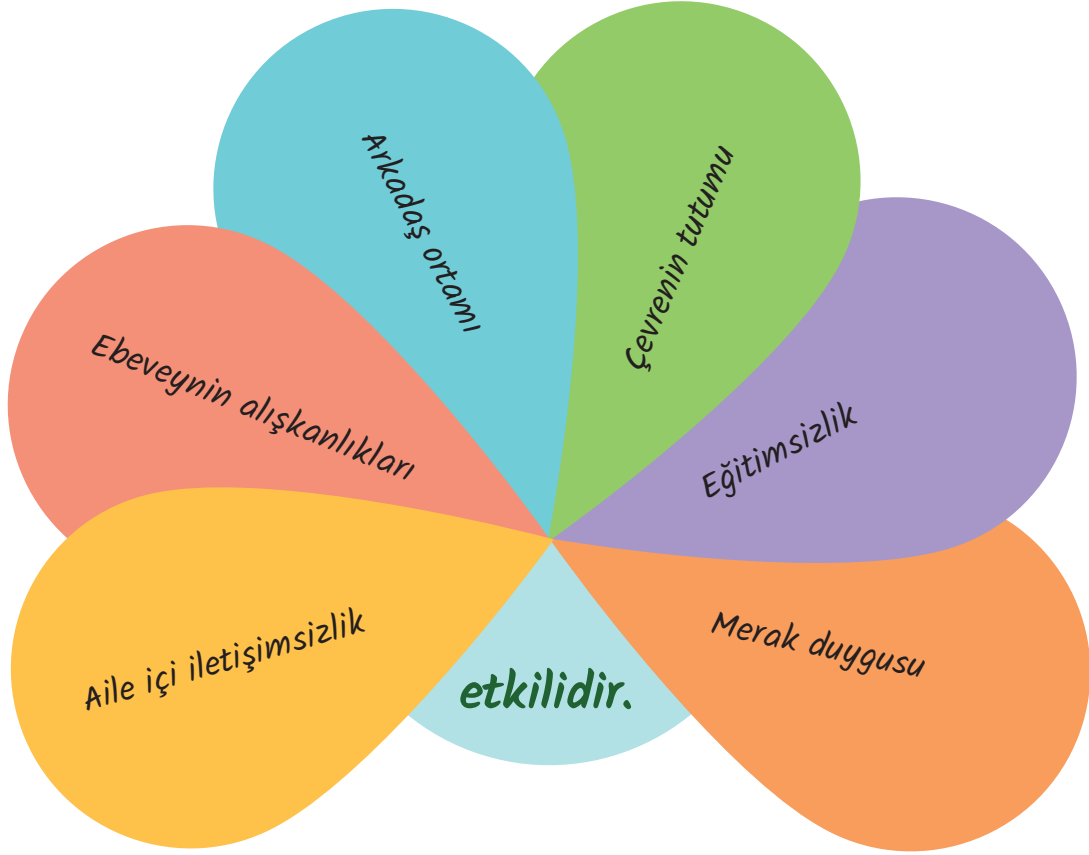 Aile içi iletişimsizlik
Ebeveynin alışkanlıkları
Arkadaş ortamı
Çevrenin tutumu
Eğitimsizlik
Merak duygusu
etkilidir.